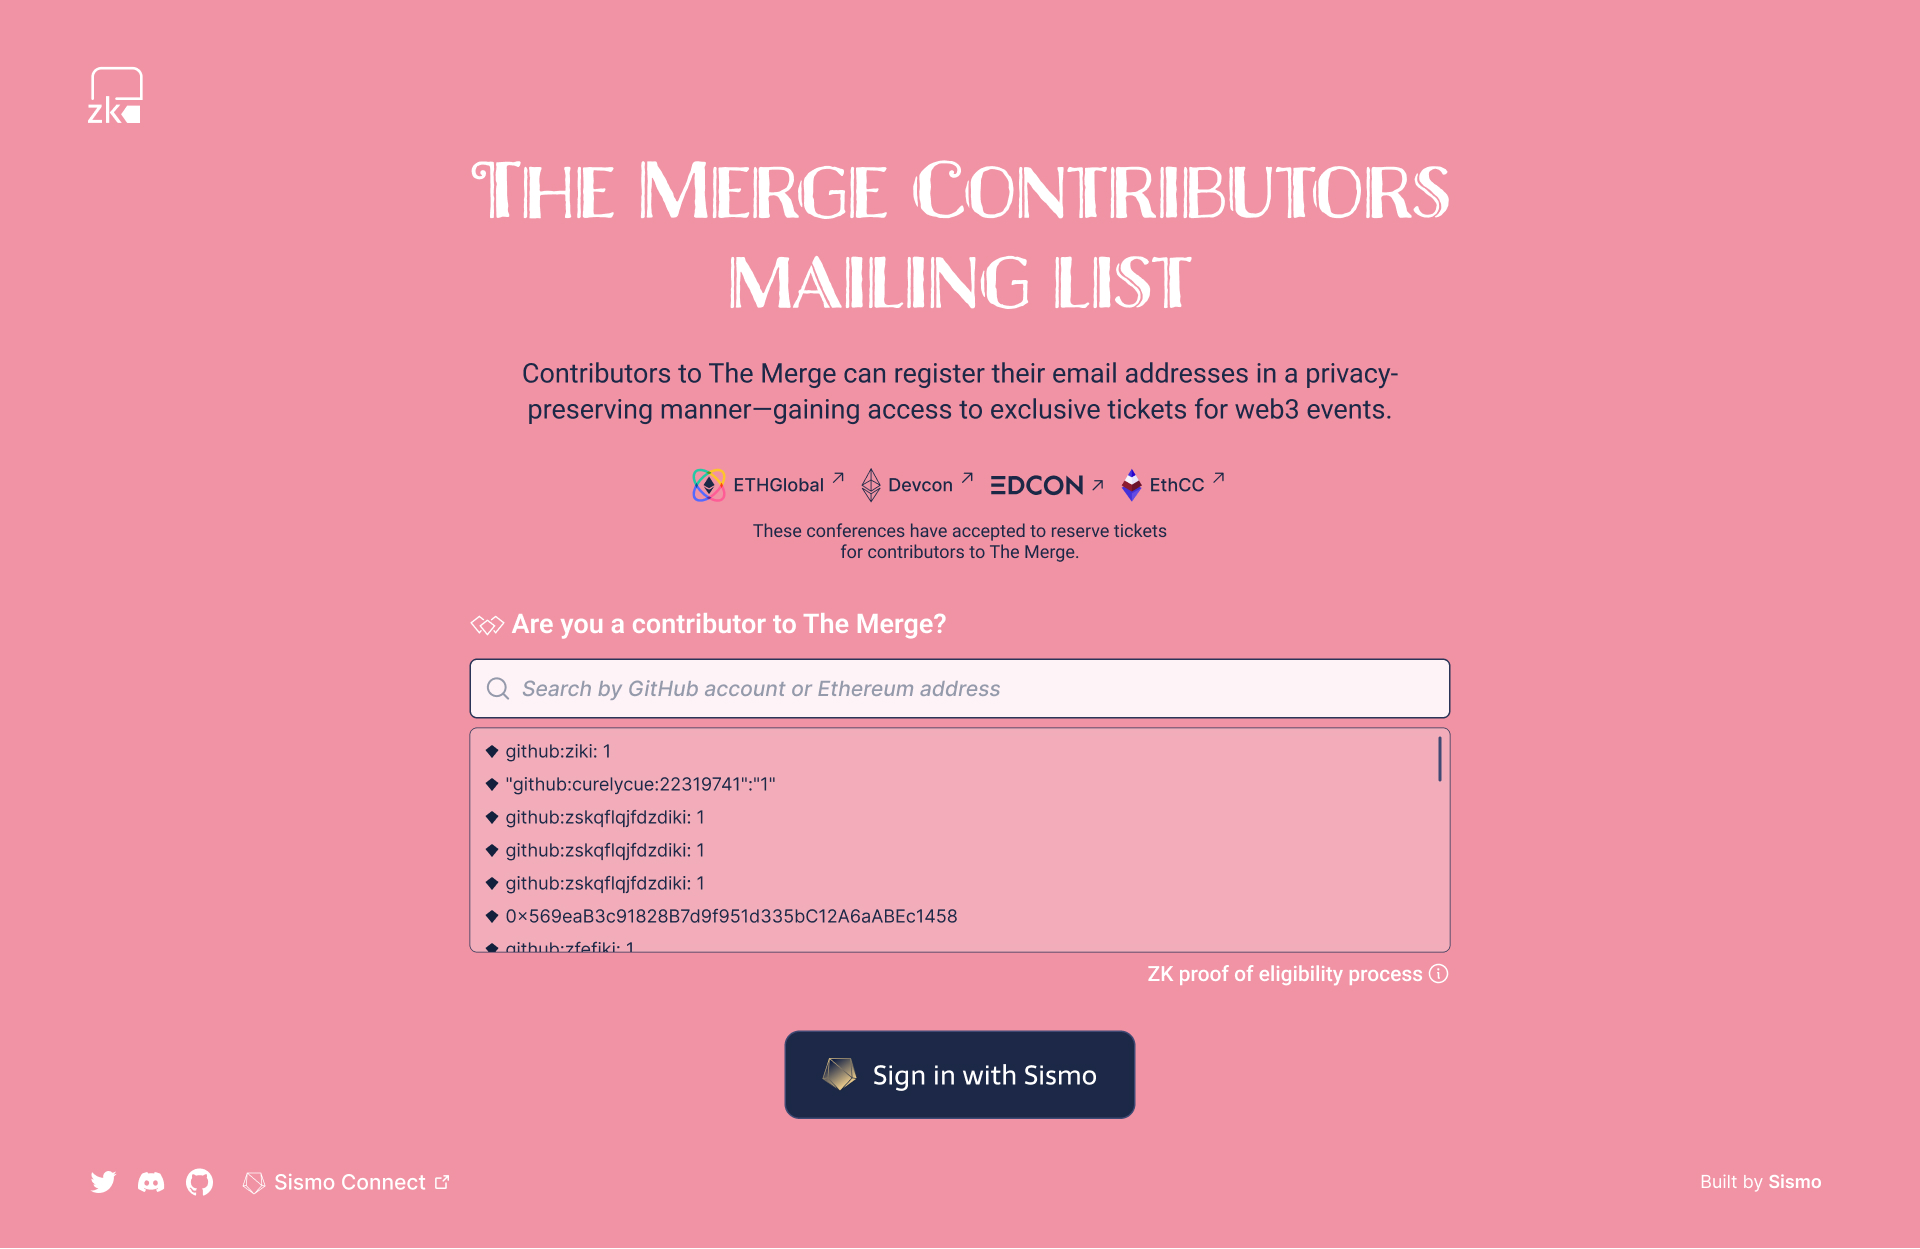 zk
The Merge Contributors
mailing list
Contributors to The Merge can register their email addresses in a privacy-
preserving manner—gaining access to exclusive tickets for web3 events.
ETHGlobal Devcon EDCON EthCC
These conferences have accepted to reserve tickets
for contributors to The Merge.
Are you a contributor to The Merge?
Search by GitHub account or Ethereum address
github:ziki: 1
"github:curelycue:22319741":"1"
github:zskqflqjfdzdiki: 1
github:zskqflqjfdzdiki: 1
github:zskqflqjfdzdiki: 1
0x569eaB3c91828B7d9f951d335bC12A6aABEc1458
github:zfefiki: 1
ZK proof of eligibility process
Sign in with Sismo
Sismo Connect
Built by Sismo